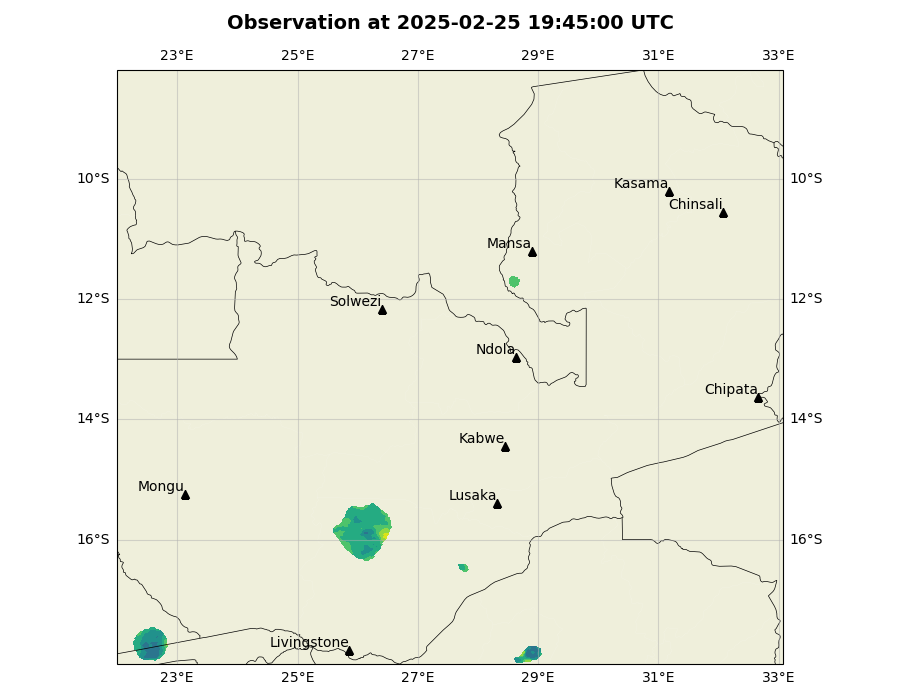 Observation at 2025-02-25 19:45:00 UTC
23°E 25°E 27°E 29°E 31°E 33°E
10°S 10°S
Kasama
Chinsali
Mansa
12°S 12°S
Solwezi
Ndola
Chipata
14°S 14°S
Kabwe
Mongu
Lusaka
16°S 16°S
Livingstone
23°E 25°E 27°E 29°E 31°E 33°E